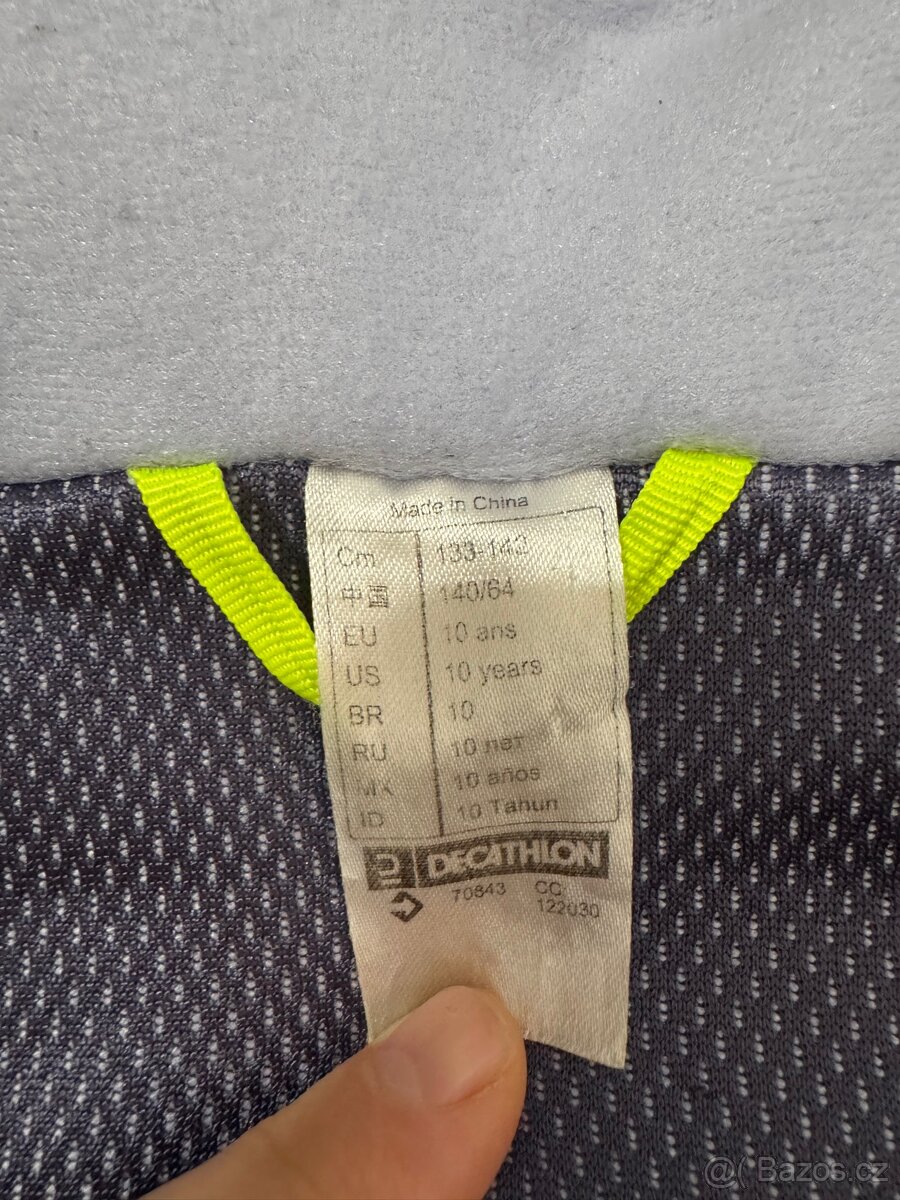 Made in China
Cm 133-142
中国 140/64
EU 10 ans
US 10 years
BR 10
RU 10 лет
MX 10 años
ID 10 Tahun
DECATHLON
70843 CC
122030
@( Bazos.cz